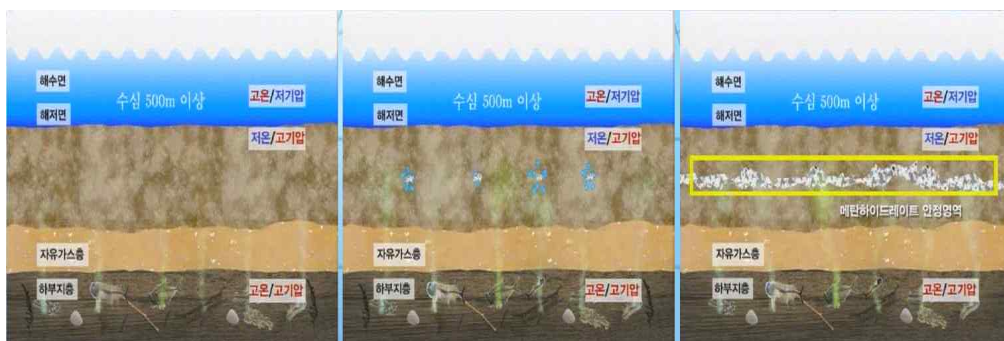 해수면
수심 500m 이상
고온/저기압
해저면
저온/고기압
자유가스층
하부지층
고온/고기압
해수면
수심 500m 이상
고온/저기압
해저면
저온/고기압
자유가스층
하부지층
고온/고기압
해수면
수심 500m 이상
고온/저기압
해저면
저온/고기압
메탄하이드레이트 안정영역
자유가스층
하부지층
고온/고기압